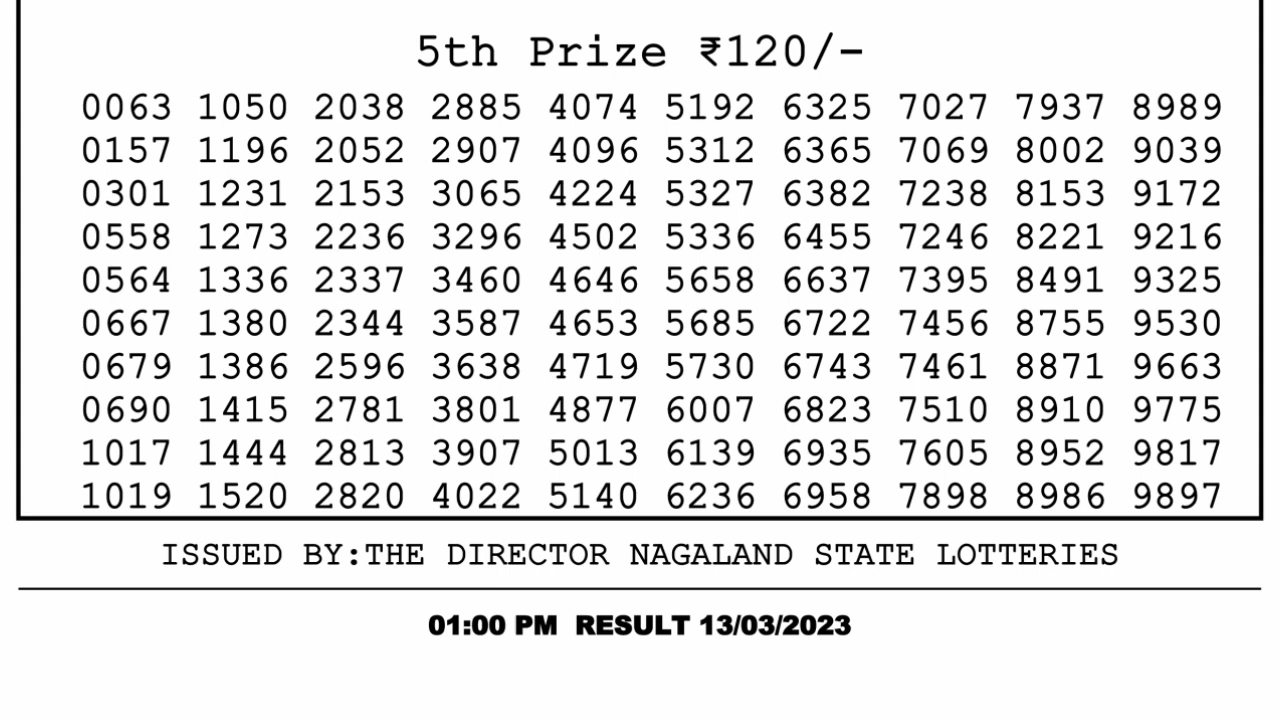 5th Prize ₹120/-
0063 1050 2038 2885 4074 5192 6325 7027 7937 8989
0157 1196 2052 2907 4096 5312 6365 7069 8002 9039
0301 1231 2153 3065 4224 5327 6382 7238 8153 9172
0558 1273 2236 3296 4502 5336 6455 7246 8221 9216
0564 1336 2337 3460 4646 5658 6637 7395 8491 9325
0667 1380 2344 3587 4653 5685 6722 7456 8755 9530
0679 1386 2596 3638 4719 5730 6743 7461 8871 9663
0690 1415 2781 3801 4877 6007 6823 7510 8910 9775
1017 1444 2813 3907 5013 6139 6935 7605 8952 9817
1019 1520 2820 4022 5140 6236 6958 7898 8986 9897
ISSUED BY:THE DIRECTOR NAGALAND STATE LOTTERIES
01:00 PM RESULT 13/03/2023